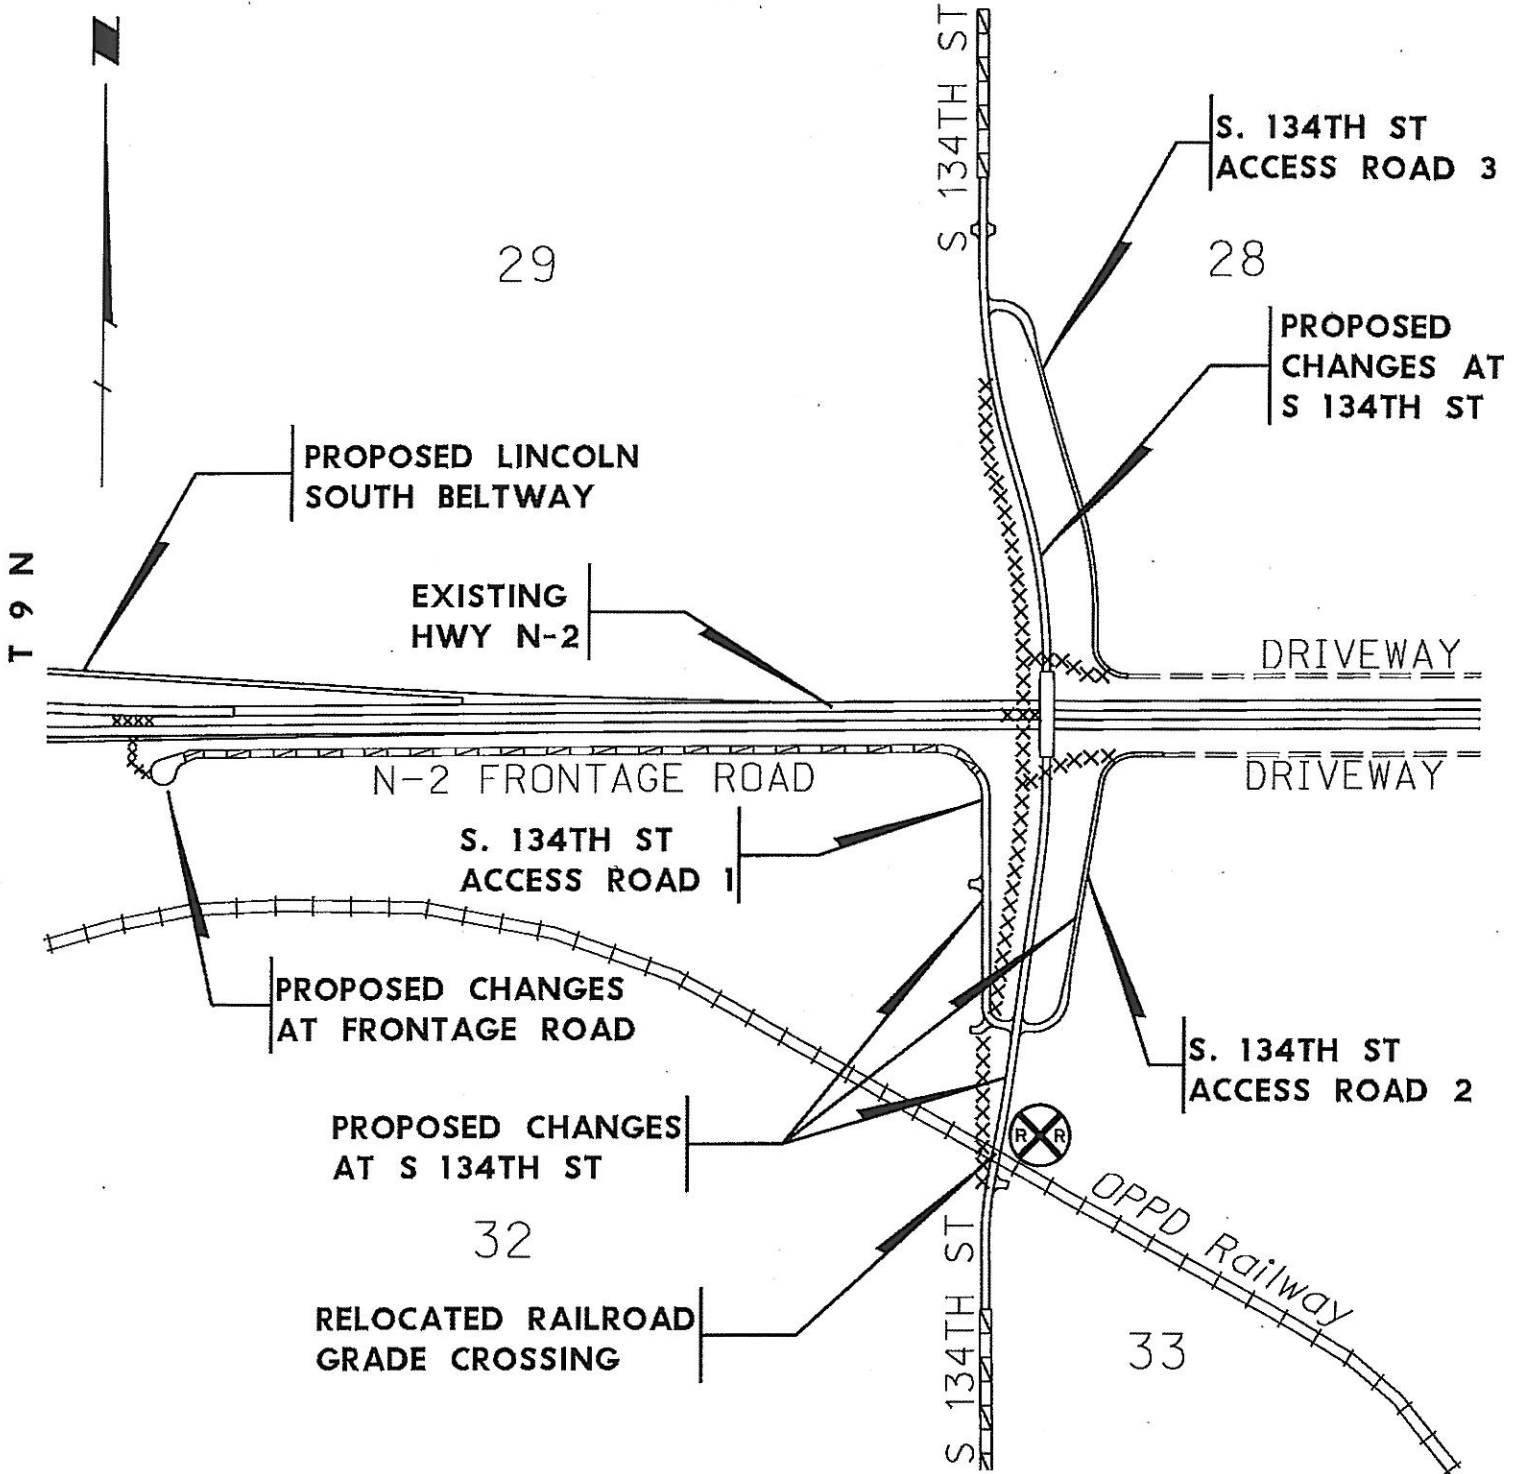 N
S 134TH ST
S. 134TH ST
ACCESS ROAD 3
29
28
PROPOSED
CHANGES AT
S 134TH ST
PROPOSED LINCOLN
SOUTH BELTWAY
T 9 N
EXISTING
HWY N-2
DRIVEWAY
N-2 FRONTAGE ROAD
DRIVEWAY
S. 134TH ST
ACCESS ROAD 1
PROPOSED CHANGES
AT FRONTAGE ROAD
S. 134TH ST
ACCESS ROAD 2
PROPOSED CHANGES
AT S 134TH ST
R R
OPPD Railway
32
S 134TH ST
RELOCATED RAILROAD
GRADE CROSSING
33